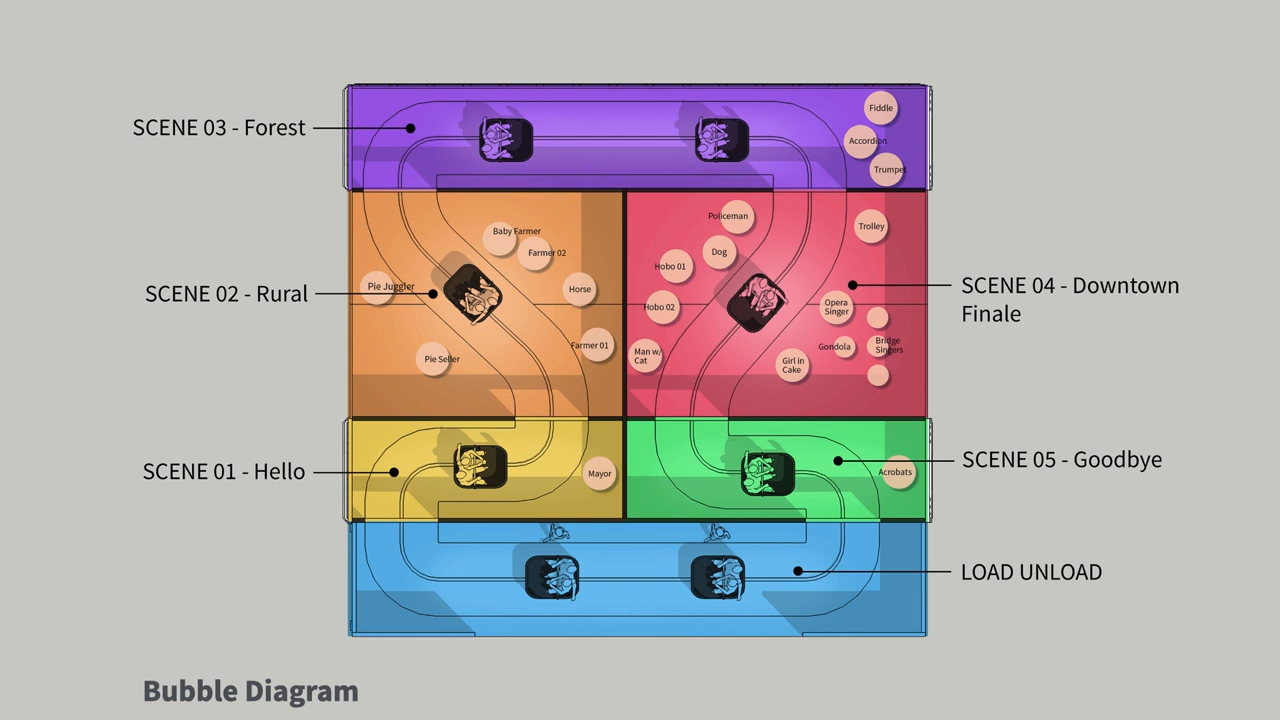 SCENE 03 - Forest
Fiddle
Accordion
Trumpet
Policeman
Trolley
Baby Farmer
Farmer 02
Dog
Hobo 01
Pie Juggler
Horse
SCENE 02 - Rural
SCENE 04 - Downtown
Finale
Hobo 02
Opera
Singer
Farmer 01
Man w/
Cat
Gondola
Bridge
Singers
Pie Seller
Girl in
Cake
SCENE 01 - Hello
Mayor
Acrobats
SCENE 05 - Goodbye
LOAD UNLOAD
Bubble Diagram